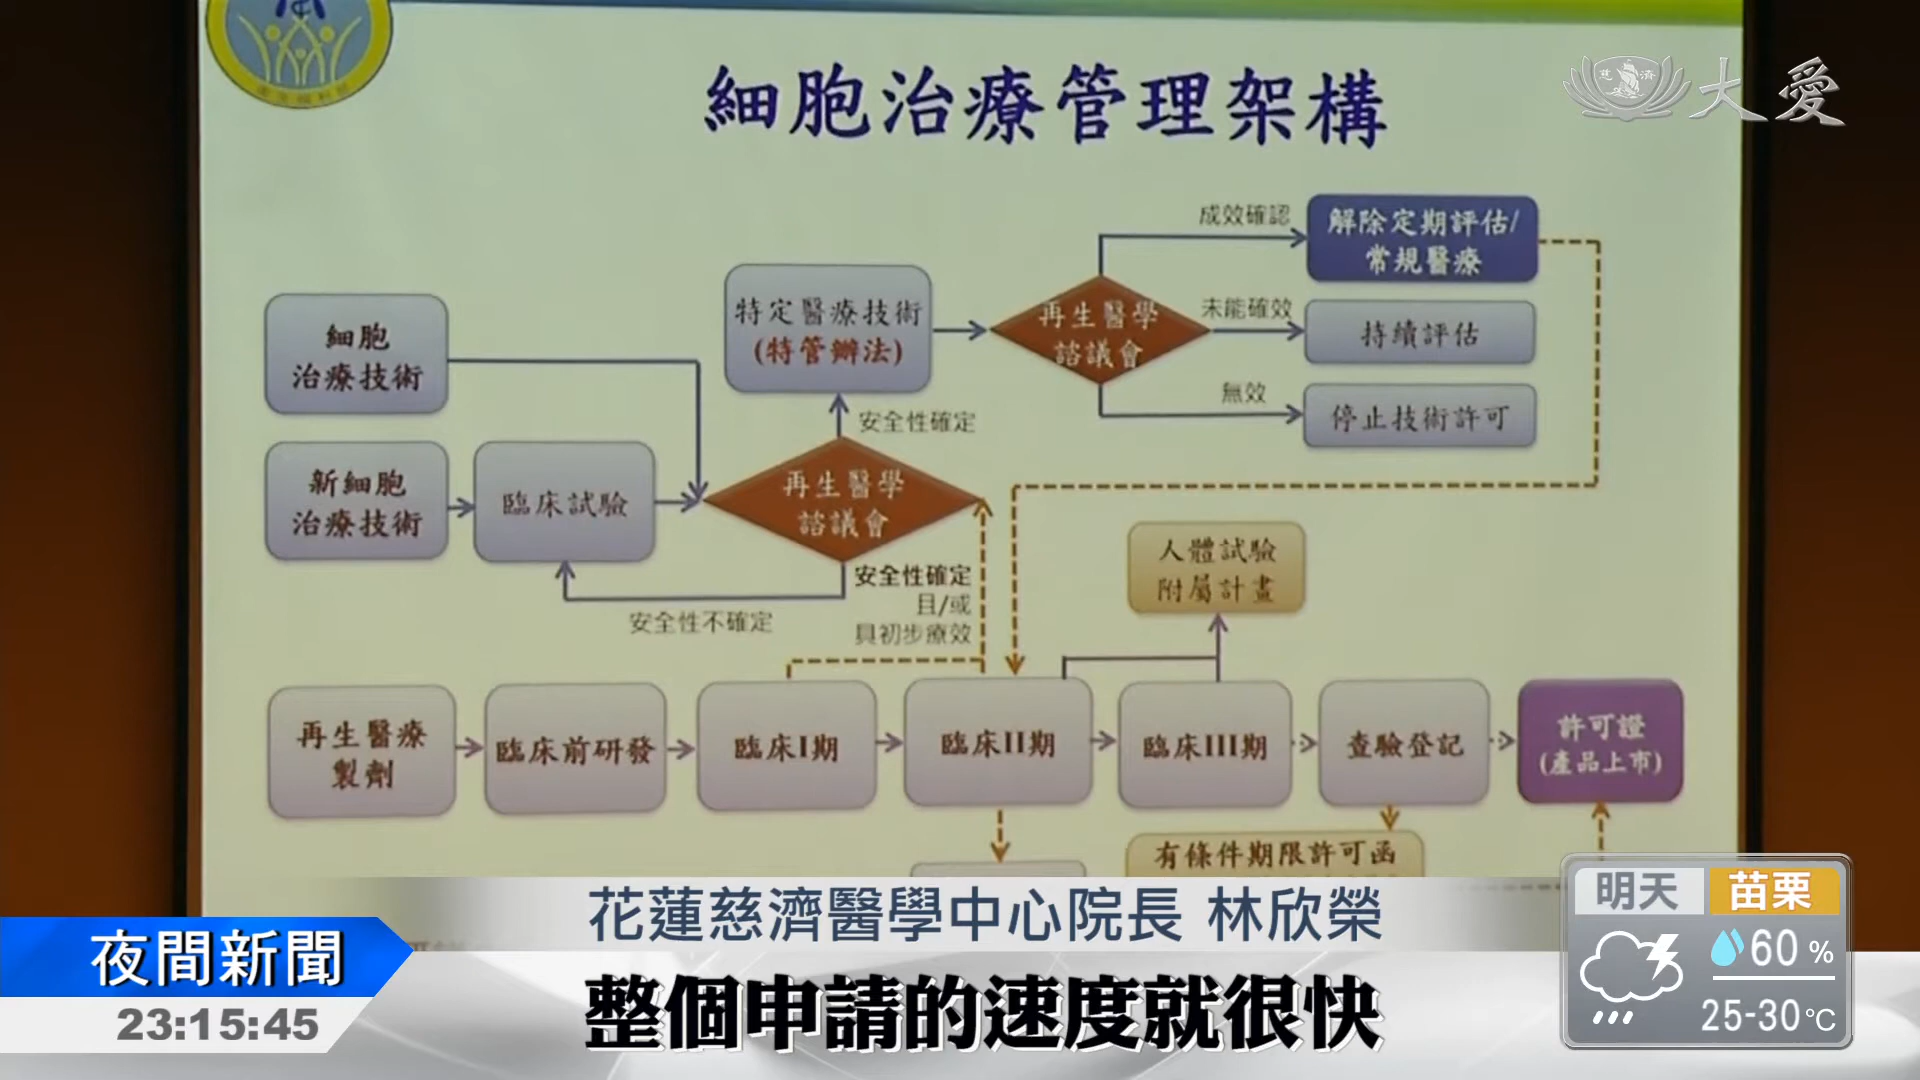 細胞治療管理架構
慈濟
大愛
成效確認
解除定期評估/
常規醫療
特定醫療技術
(特管辦法)
再生醫學
諮議會
未能確效
持續評估
無效
停止技術許可
細胞
治療技術
安全性確定
新細胞
治療技術
臨床試驗
再生醫學
諮議會
安全性不確定
安全性確定
且/或
具初步療效
人體試驗
附屬計畫
再生醫療
製劑
臨床前研發
臨床I期
臨床II期
臨床III期
查驗登記
許可證
(產品上市)
有條件期限許可函
花蓮慈濟醫學中心院長 林欣榮
整個申請的速度就很快
夜間新聞
23:15:45
明天 苗栗
60 %
25-30°C